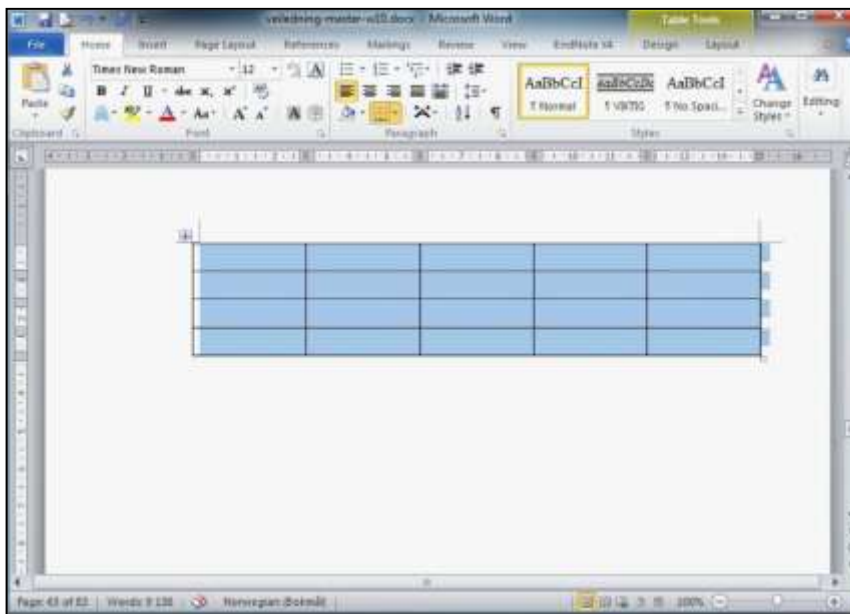 veiledning-master-w10.docx - Microsoft Word
Table Tools
File Home Insert Page Layout References Mailings Review View EndNote X4 Design Layout
Paste
Times New Roman 12
AaBbCcI AaBbCcDc AaBbCcI
¶ Normal ¶ VIKTIG ¶ No Spaci...
Change Styles
Editing
Clipboard Font Paragraph Styles
Page: 43 of 83 Words: 9 138 Norwegian (Bokmål) 100%